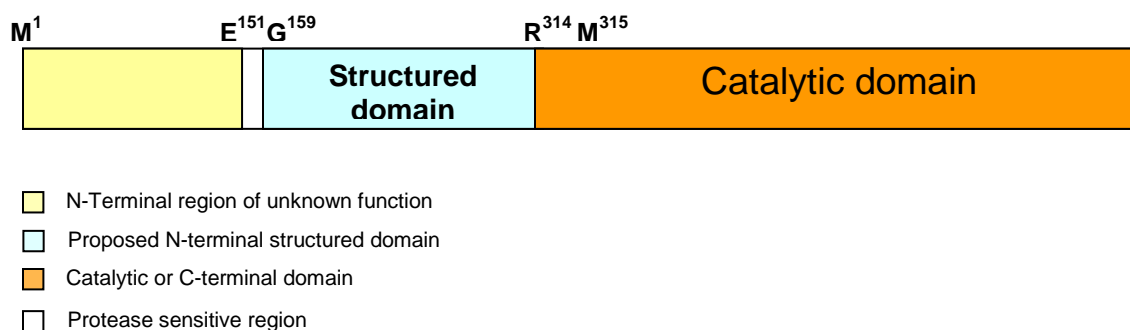 M1 E151 G159 R314 M315
Structured
domain
Catalytic domain
N-Terminal region of unknown function
Proposed N-terminal structured domain
Catalytic or C-terminal domain
Protease sensitive region